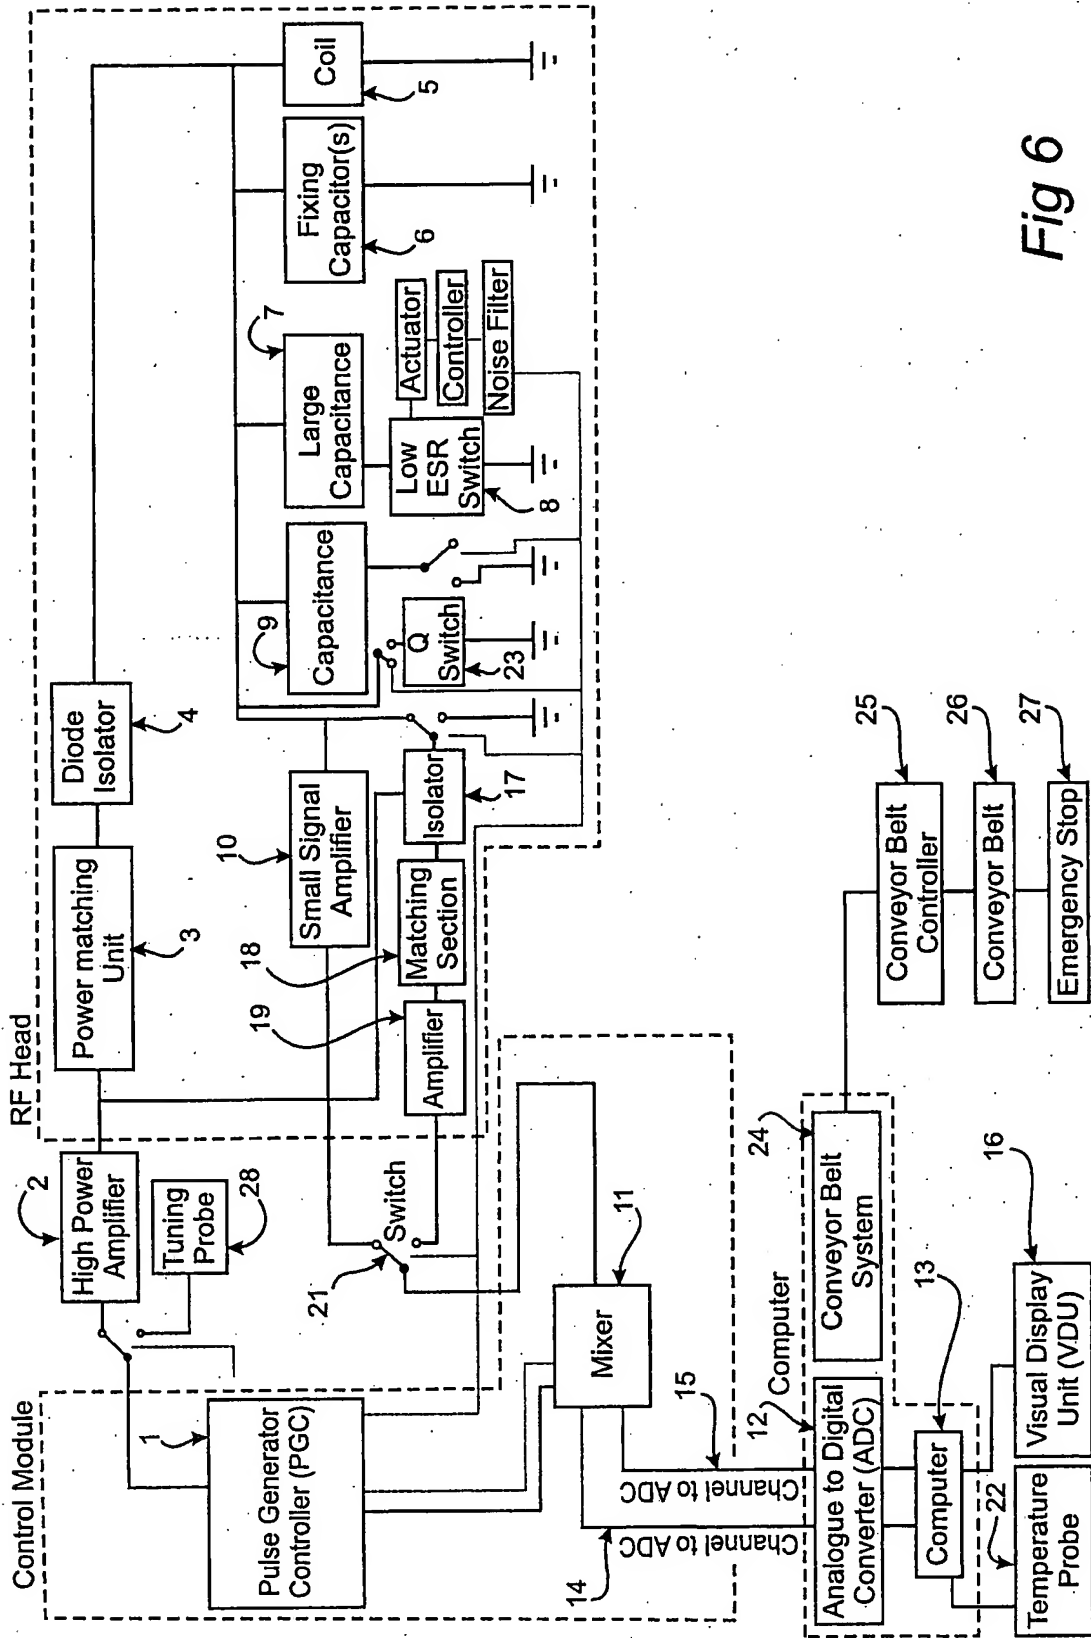 RF Head
Power matching
Unit
3
Diode
Isolator
4
Coil
5
Fixing
Capacitor(s)
6
7
Large
Capacitance
Actuator
Controller
Noise Filter
Low
ESR
Switch
8
9
Capacitance
Q
Switch
23
10
Small Signal
Amplifier
Isolator
17
18
Matching
Section
19
Amplifier
2
High Power
Amplifier
Tuning
Probe
28
Switch
21
Control Module
1
Pulse Generator
Controller (PGC)
11
Mixer
15
Channel to ADC
14
Channel to ADC
Computer
12
Analogue to Digital
Converter (ADC)
24
Conveyor Belt
System
13
Computer
16
Visual Display
Unit (VDU)
22
Temperature
Probe
25
Conveyor Belt
Controller
26
Conveyor Belt
27
Emergency Stop
Fig 6